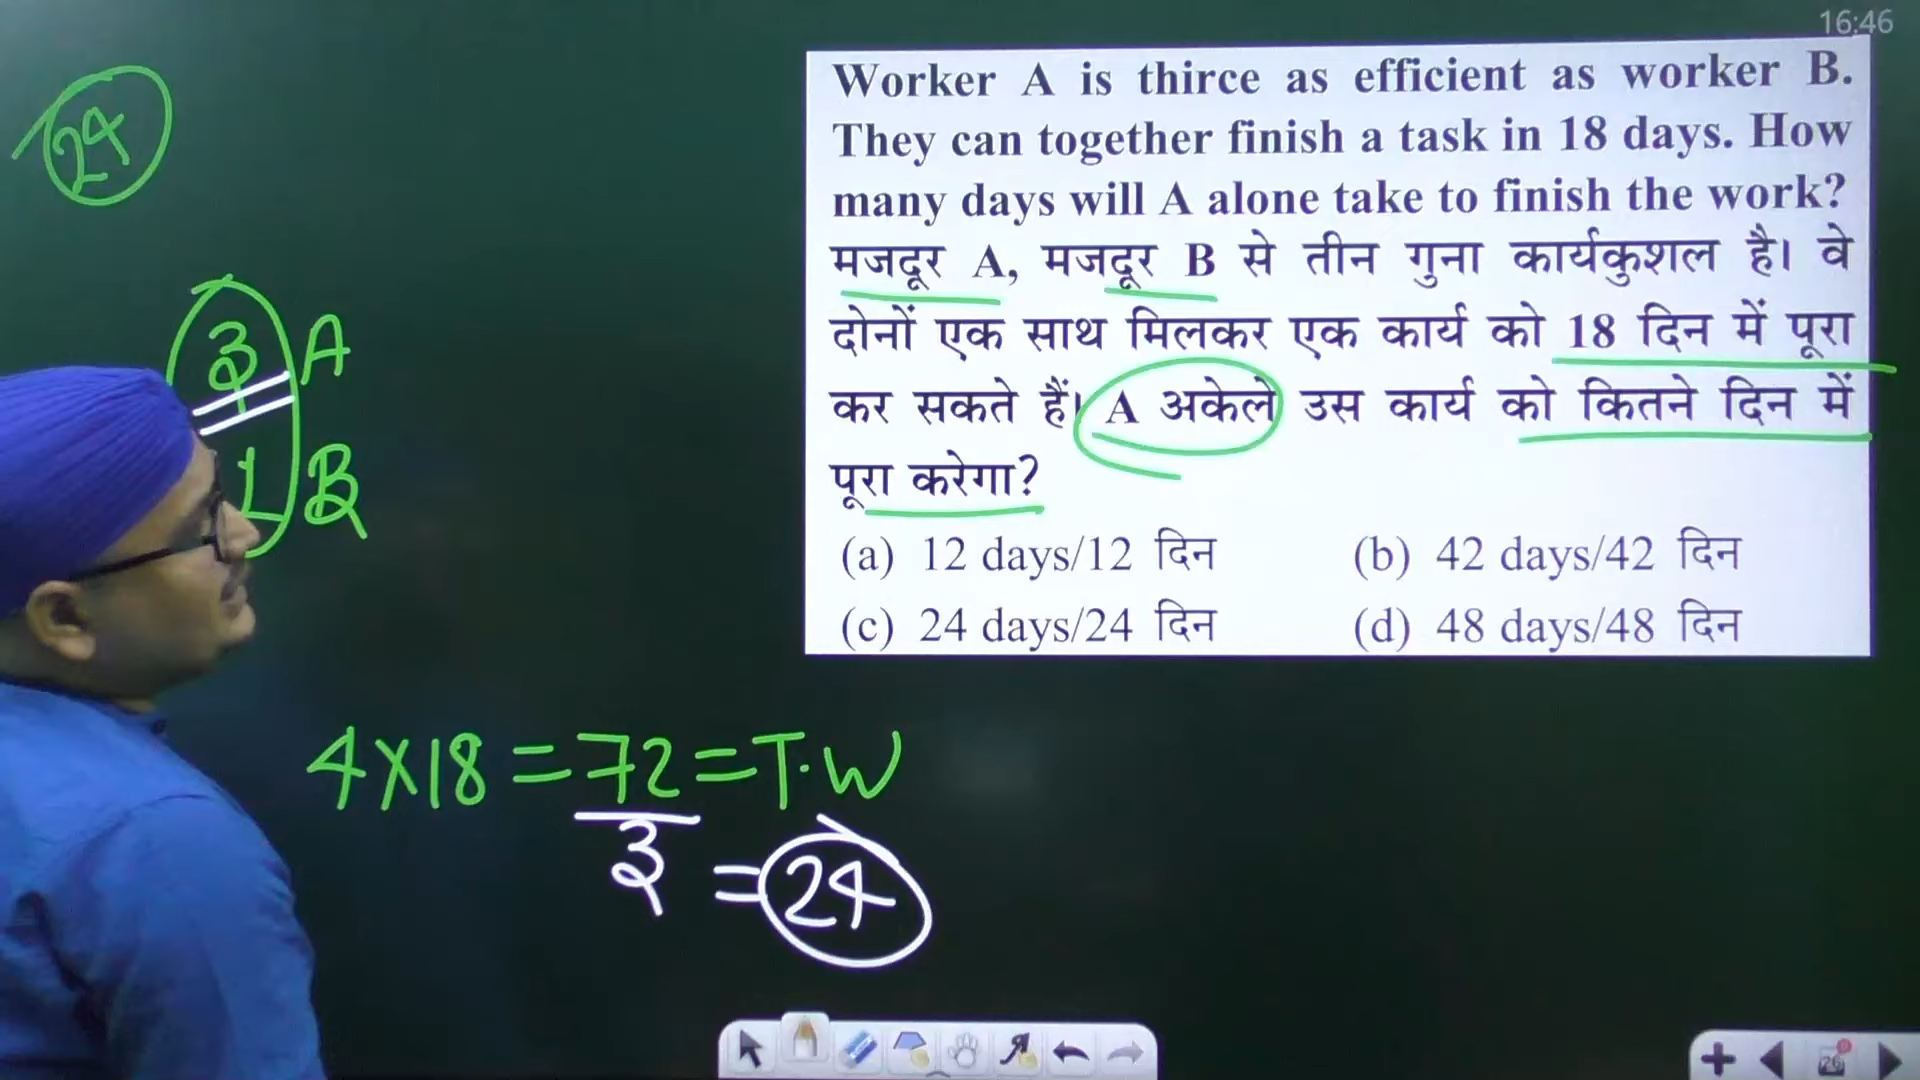 16:46
24
3 A
1 B
Worker A is thirce as efficient as worker B.
They can together finish a task in 18 days. How
many days will A alone take to finish the work?
मजदूर A, मजदूर B से तीन गुना कार्यकुशल है। वे
दोनों एक साथ मिलकर एक कार्य को 18 दिन में पूरा
कर सकते हैं। A अकेले उस कार्य को कितने दिन में
पूरा करेगा?
(a) 12 days/12 दिन (b) 42 days/42 दिन
(c) 24 days/24 दिन (d) 48 days/48 दिन
4X18=72=T.W
3 =24
26